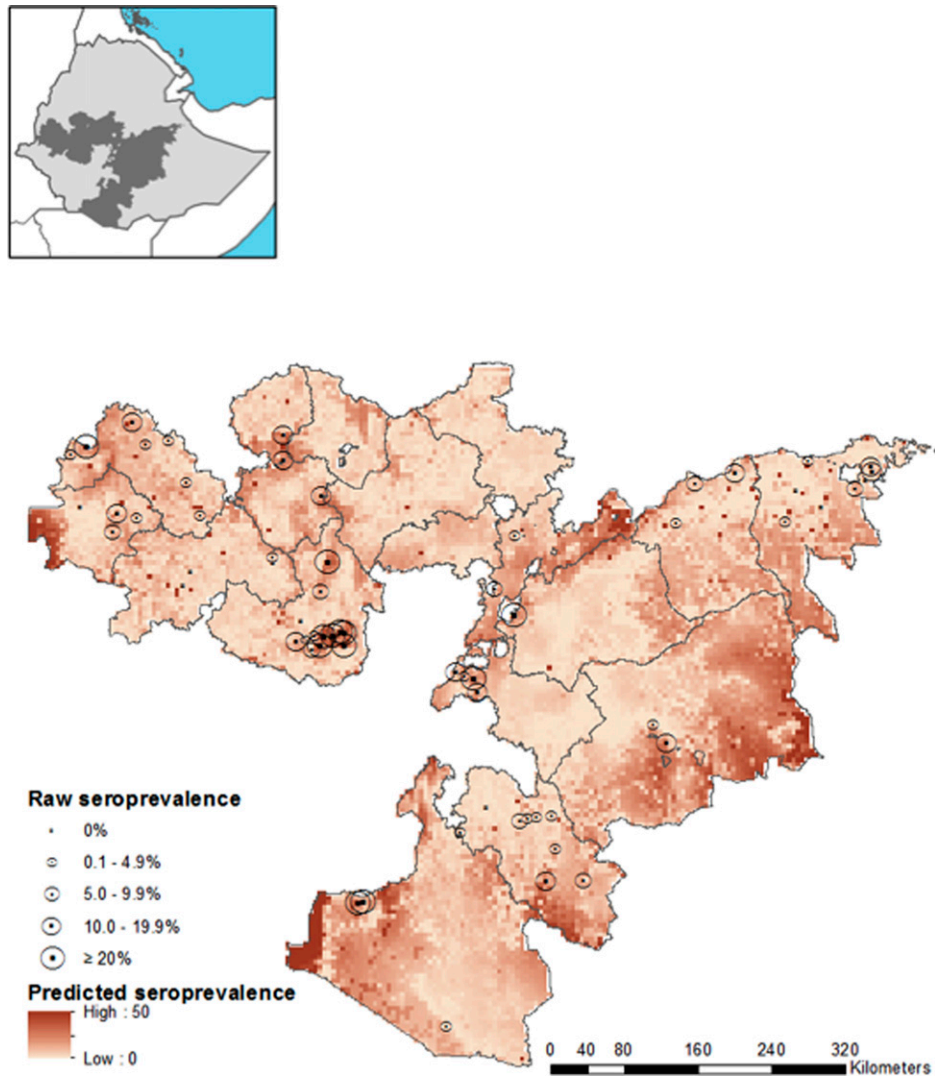 Raw seroprevalence
0%
0.1 - 4.9%
5.0 - 9.9%
10.0 - 19.9%
≥ 20%
Predicted seroprevalence
High : 50
Low : 0
0 40 80 160 240 320
Kilometers